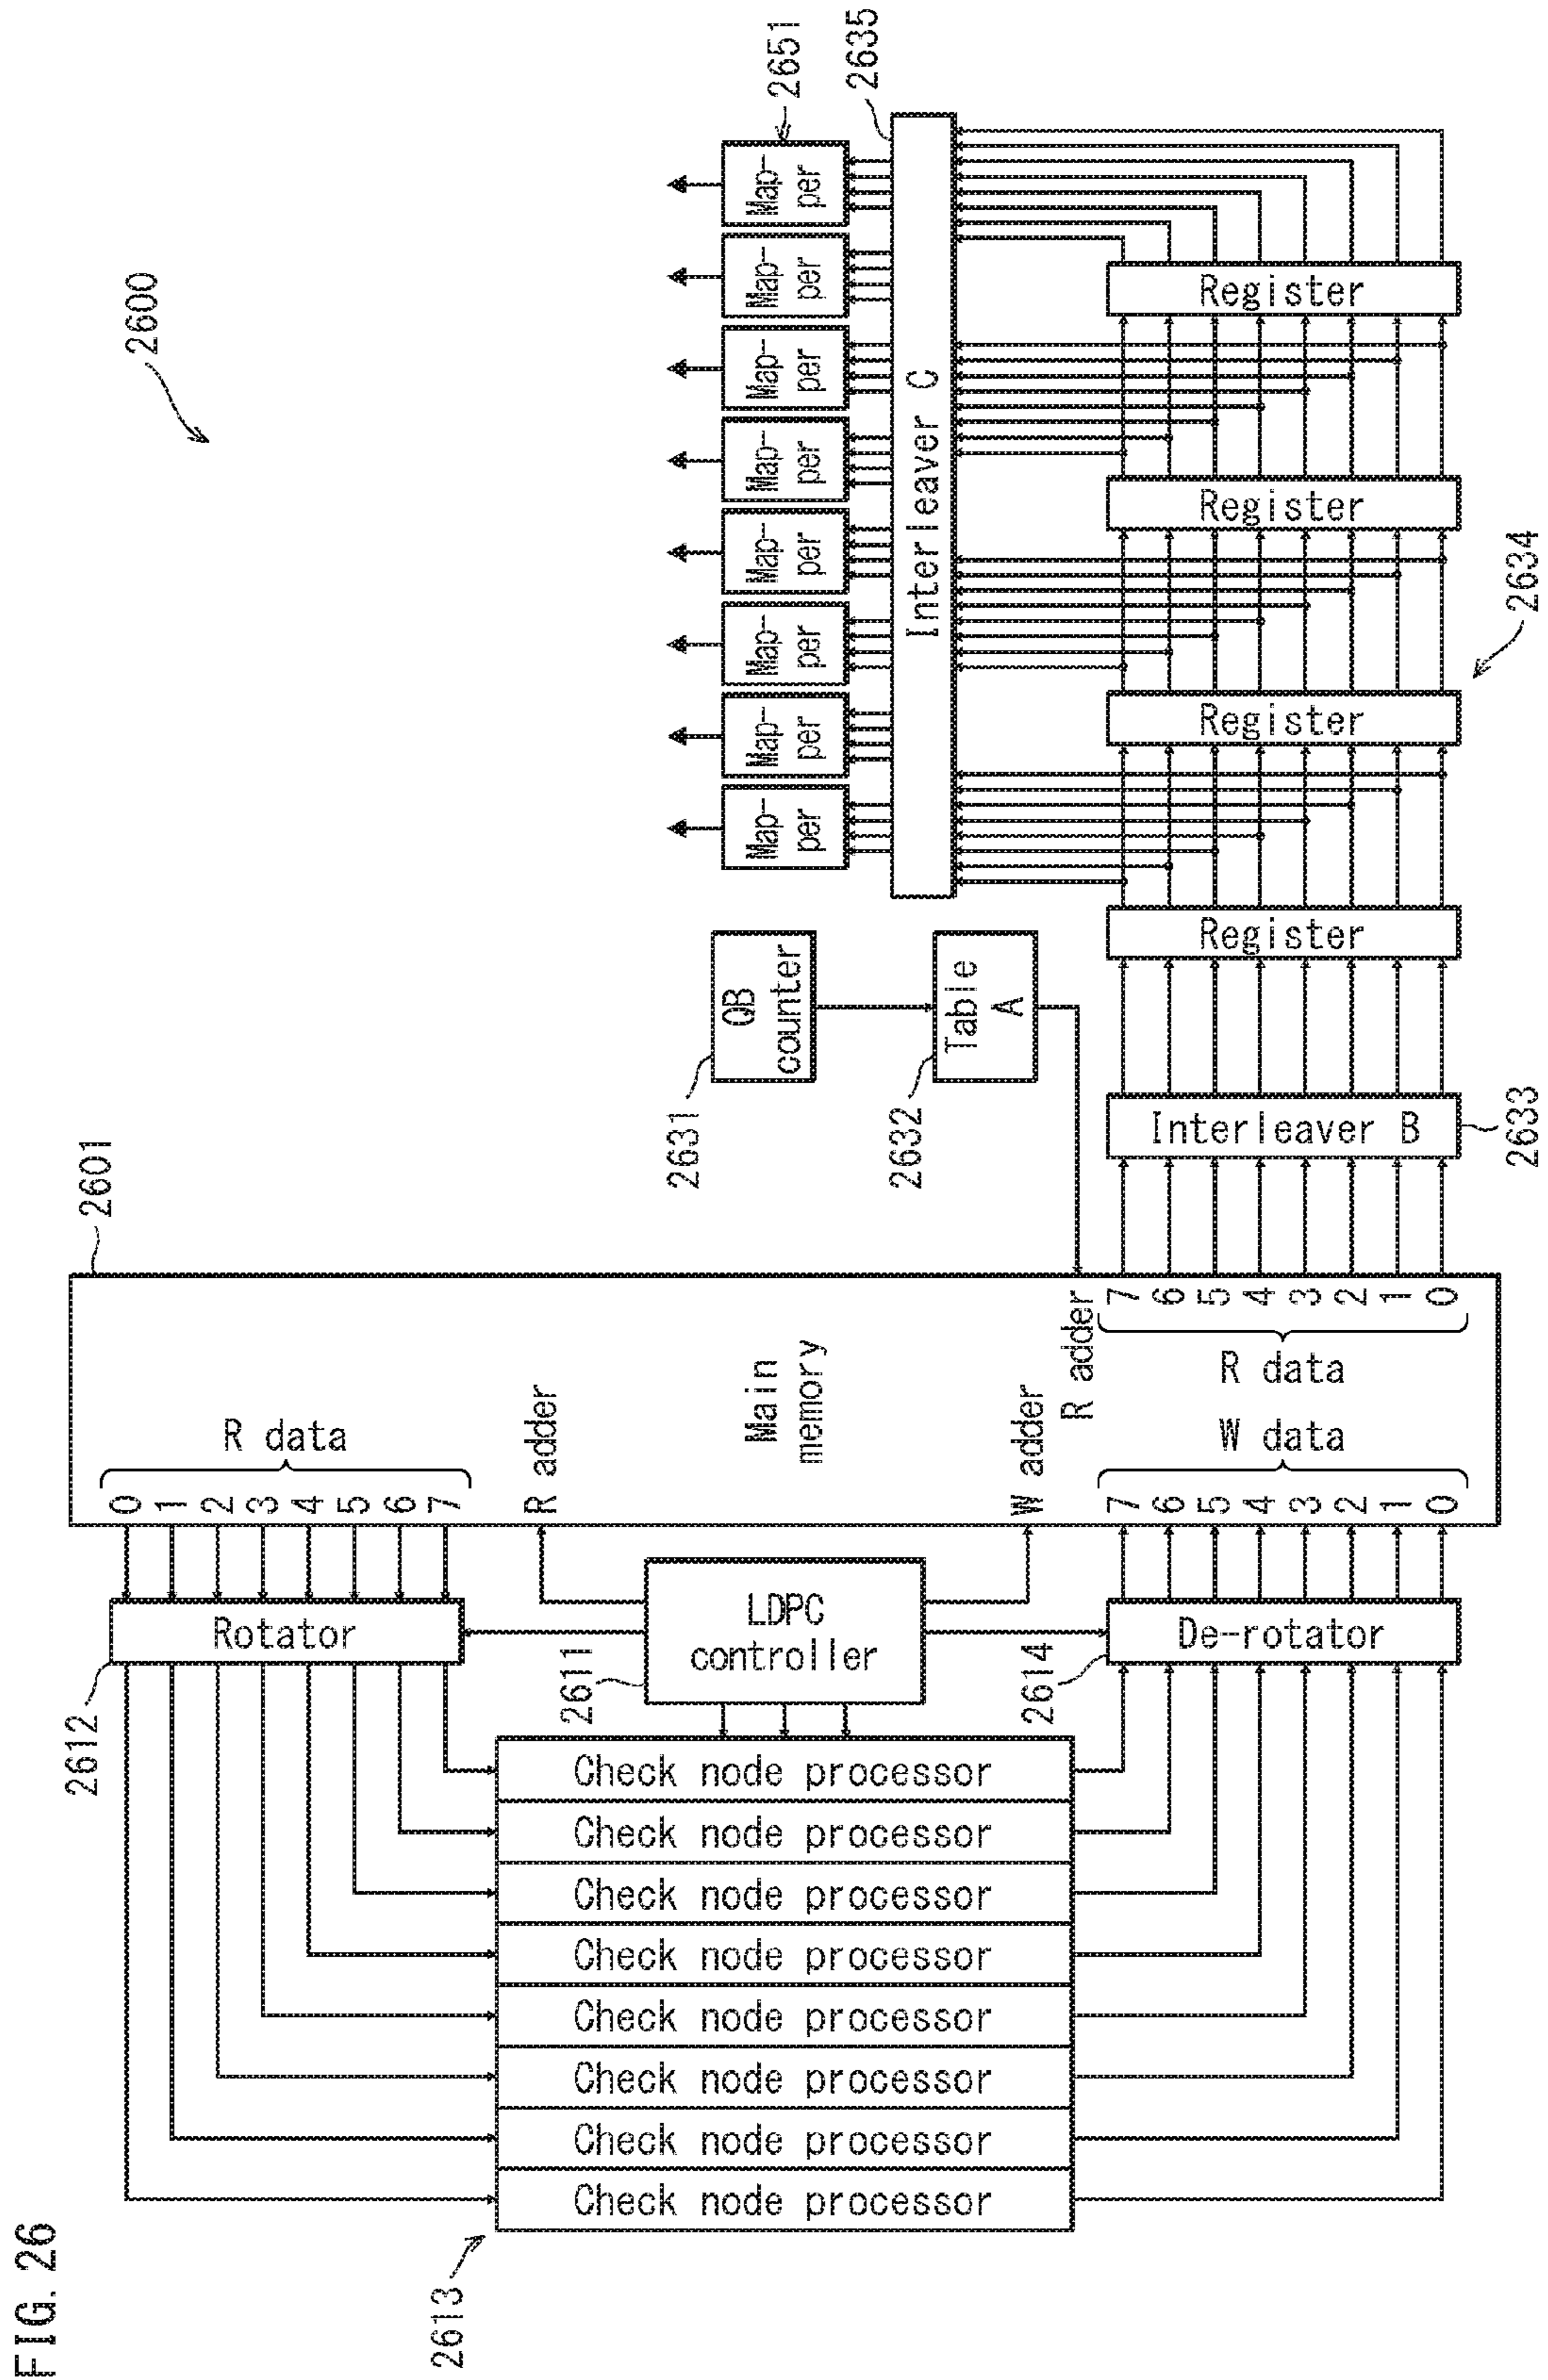 FIG. 26
2600
2601
2612
2613
2611
2614
Rotator
LDPC
controller
De-rotator
Check node processor
Check node processor
Check node processor
Check node processor
Check node processor
Check node processor
Check node processor
Check node processor
R data
0
1
2
3
4
5
6
7
R adder
Main
memory
W adder
W data
7
6
5
4
3
2
1
0
R adder
R data
7
6
5
4
3
2
1
0
2631
QB
counter
2632
Table
A
Interleaver B
2633
Register
Register
Register
Register
2634
Interleaver C
2635
Map-
per
Map-
per
Map-
per
Map-
per
Map-
per
Map-
per
Map-
per
Map-
per
2651